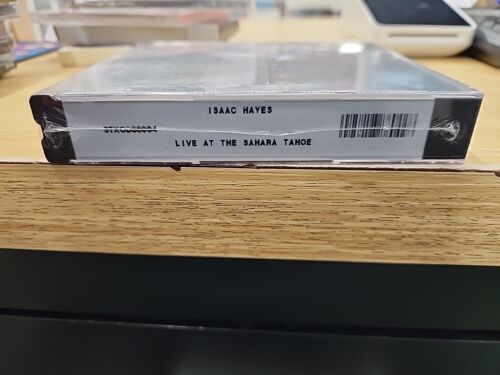 ISAAC HAYES
LIVE AT THE SAHARA TAHOE